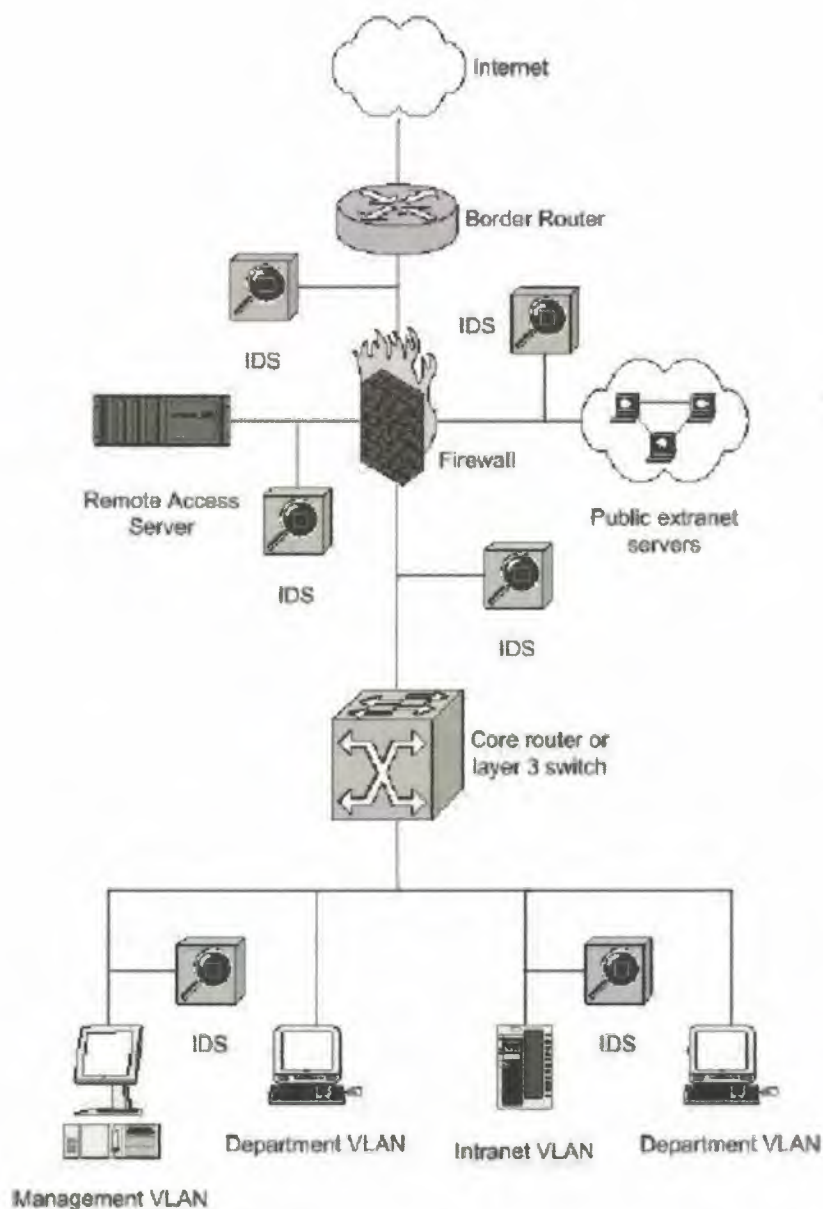 Internet
Border Router
IDS
IDS
Firewall
Remote Access
Server
Public extranet
servers
IDS
IDS
Core router or
layer 3 switch
IDS
IDS
Department VLAN
Intranet VLAN
Department VLAN
Management VLAN